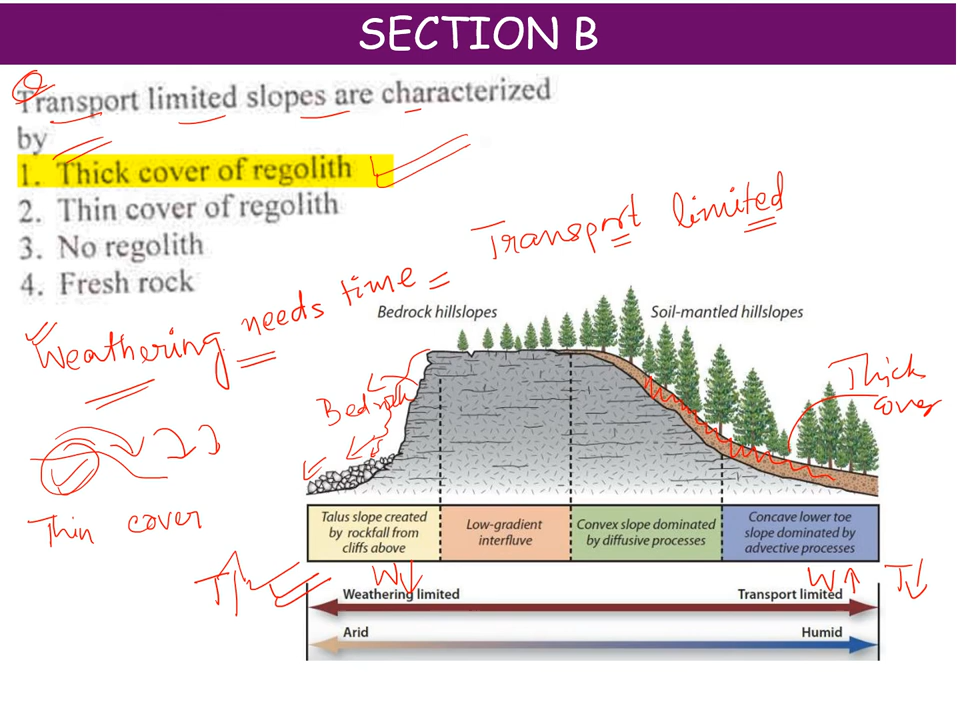 SECTION B
Q
Transport limited slopes are characterized
by
1. Thick cover of regolith
2. Thin cover of regolith
3. No regolith
4. Fresh rock
Transport limited
Weathering needs time =
Bedrock hillslopes
Soil-mantled hillslopes
Thick
cover
Bedrock
Thin cover
Talus slope created
by rockfall from
cliffs above
Low-gradient
interfluve
Convex slope dominated
by diffusive processes
Concave lower toe
slope dominated by
advective processes
T↑
W↓
W↑ T↓
Weathering limited
Transport limited
Arid
Humid